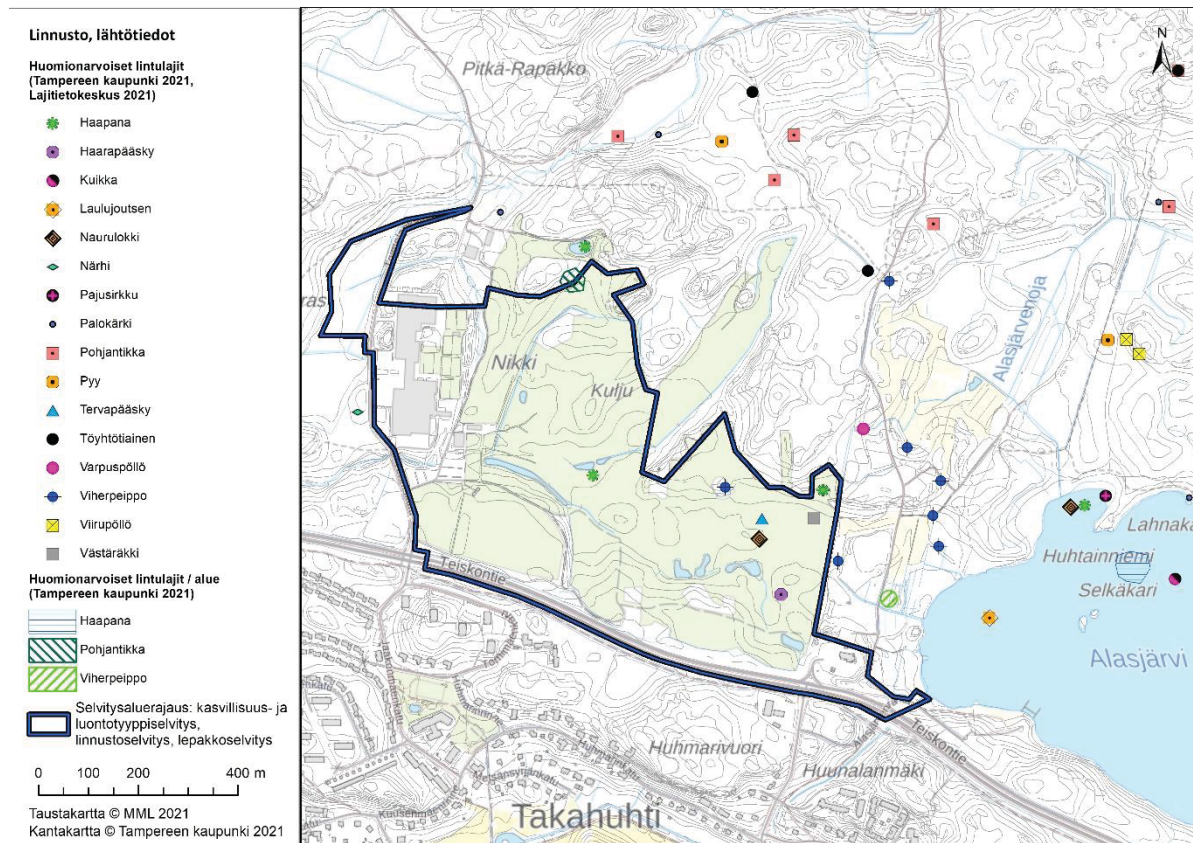 Linnusto, lähtötiedot
Huomionarvoiset lintulajit
(Tampereen kaupunki 2021,
Lajitietokeskus 2021)
Haapana
Haarapääsky
Kuikka
Laulujoutsen
Naurulokki
Närhi
Pajusirkku
Palokärki
Pohjantikka
Pyy
Tervapääsky
Töyhtötiainen
Varpuspöllö
Viherpeippo
Viirupöllö
Västäräkki
Huomionarvoiset lintulajit / alue
(Tampereen kaupunki 2021)
Haapana
Pohjantikka
Viherpeippo
Selvitysaluerajaus: kasvillisuus- ja
luontotyyppiselvitys,
linnustoselvitys, lepakkoselvitys
0 100 200 400 m
Taustakartta © MML 2021
Kantakartta © Tampereen kaupunki 2021
N
Pitkä-Rapakko
ras
Nikki
Kulju
Alasjärvenoja
Lahnaka
Huhtainniemi
Selkäkari
Alasjärvi
Teiskontie
Teiskontie
Huhmarivuori
Huunalanmäki
Takahuhti